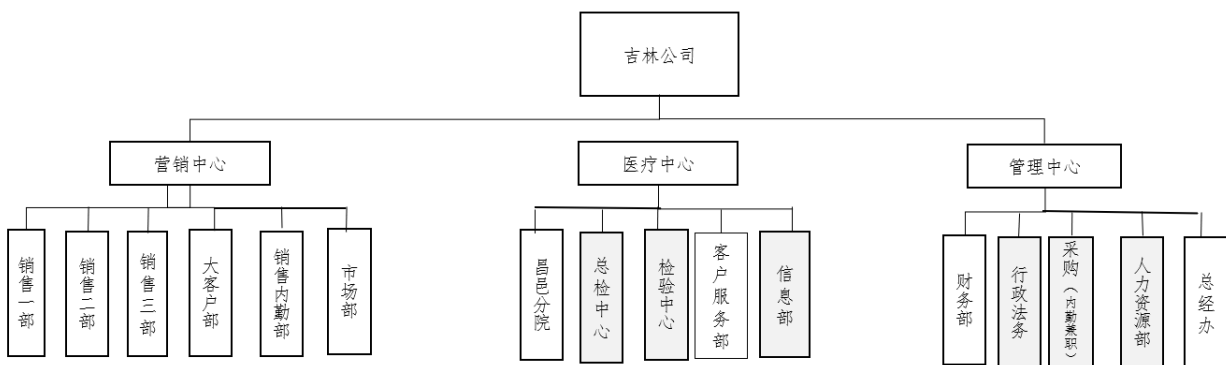 吉林公司
营销中心
医疗中心
管理中心
销售一部
销售二部
销售三部
大客户部
销售内勤部
市场部
昌邑分院
总检中心
检验中心
客户服务部
信息部
财务部
行政法务
采购（内勤兼职）
人力资源部
总经办